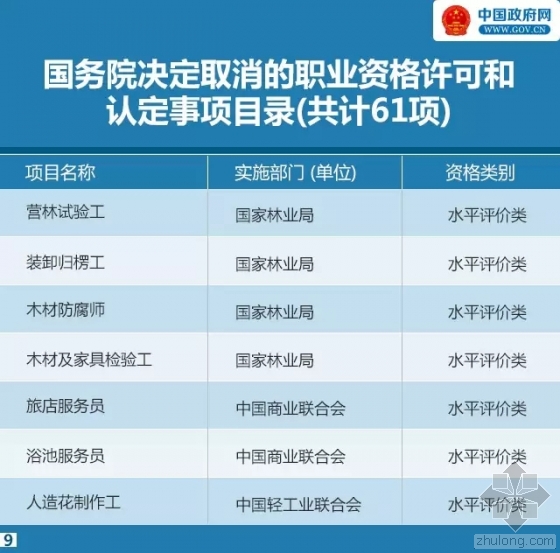 中国政府网
WWW.GOV.CN
国务院决定取消的职业资格许可和
认定事项目录(共计61项)
项目名称 实施部门 (单位) 资格类别
营林试验工 国家林业局 水平评价类
装卸归楞工 国家林业局 水平评价类
木材防腐师 国家林业局 水平评价类
木材及家具检验工 国家林业局 水平评价类
旅店服务员 中国商业联合会 水平评价类
浴池服务员 中国商业联合会 水平评价类
人造花制作工 中国轻工业联合会 水平评价类
9
zhulong.com